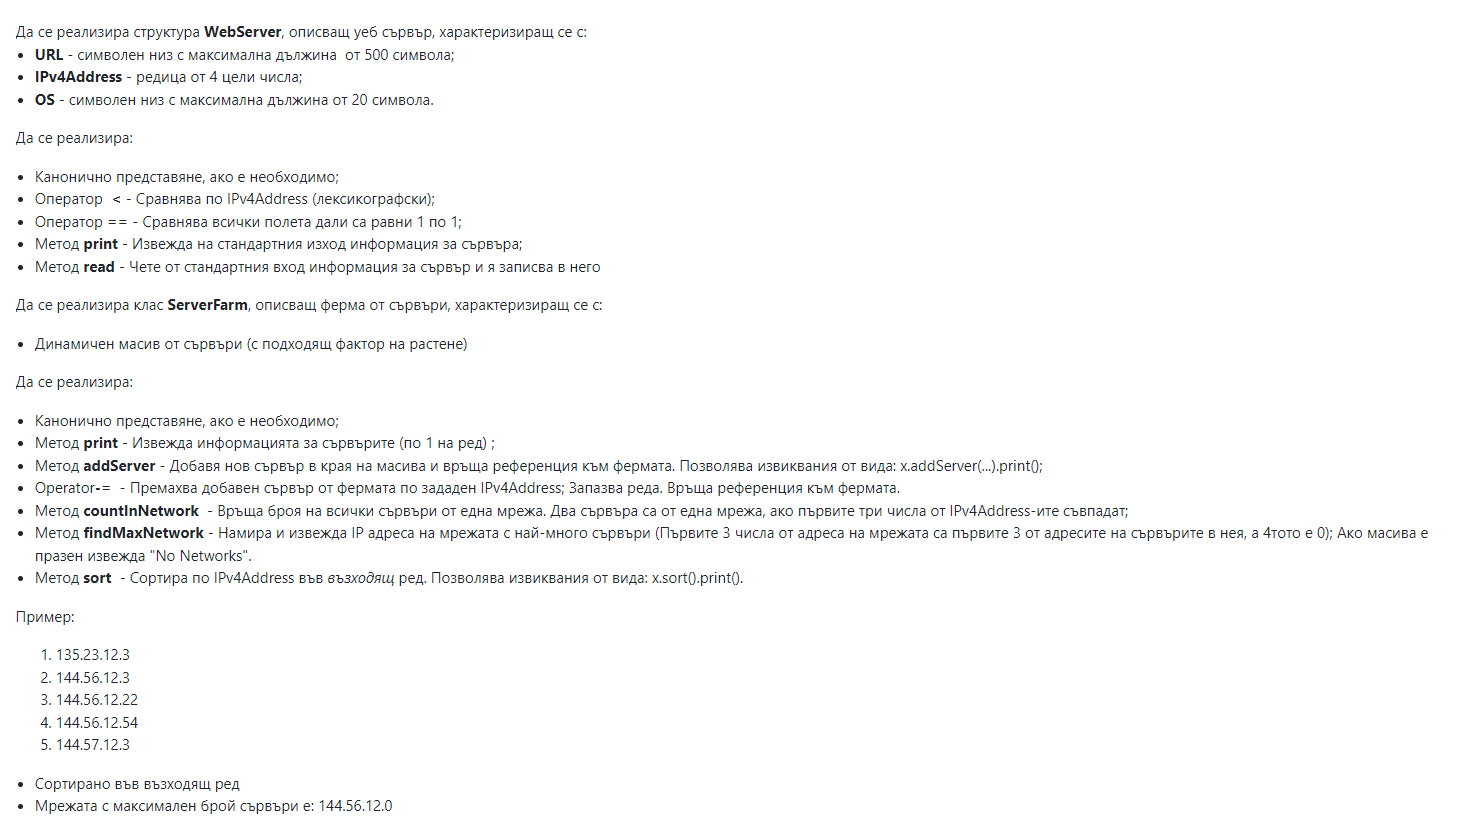 Да се реализира структура WebServer, описващ уеб сървър, характеризиращ се с:
• URL - символен низ с максимална дължина от 500 символа;
• IPv4Address - редица от 4 цели числа;
• OS - символен низ с максимална дължина от 20 символа.
Да се реализира:
• Канонично представяне, ако е необходимо;
• Оператор < - Сравнява по IPv4Address (лексикографски);
• Оператор == - Сравнява всички полета дали са равни 1 по 1;
• Метод print - Извежда на стандартния изход информация за сървъра;
• Метод read - Чете от стандартния вход информация за сървър и я записва в него
Да се реализира клас ServerFarm, описващ ферма от сървъри, характеризиращ се с:
• Динамичен масив от сървъри (с подходящ фактор на растене)
Да се реализира:
• Канонично представяне, ако е необходимо;
• Метод print - Извежда информацията за сървърите (по 1 на ред) ;
• Метод addServer - Добавя нов сървър в края на масива и връща референция към фермата. Позволява извиквания от вида: x.addServer(...).print();
• Operator-= - Премахва добавен сървър от фермата по зададен IPv4Address; Запазва реда. Връща референция към фермата.
• Метод countInNetwork - Връща броя на всички сървъри от една мрежа. Два сървъра са от една мрежа, ако първите три числа от IPv4Address-ите съвпадат;
• Метод findMaxNetwork - Намира и извежда IP адреса на мрежата с най-много сървъри (Първите 3 числа от адреса на мрежата са първите 3 от адресите на сървърите в нея, а 4тото е 0); Ако масива е
празен извежда "No Networks".
• Метод sort - Сортира по IPv4Address във възходящ ред. Позволява извиквания от вида: x.sort().print().
Пример:
1. 135.23.12.3
2. 144.56.12.3
3. 144.56.12.22
4. 144.56.12.54
5. 144.57.12.3
• Сортирано във възходящ ред
• Мрежата с максимален брой сървъри е: 144.56.12.0